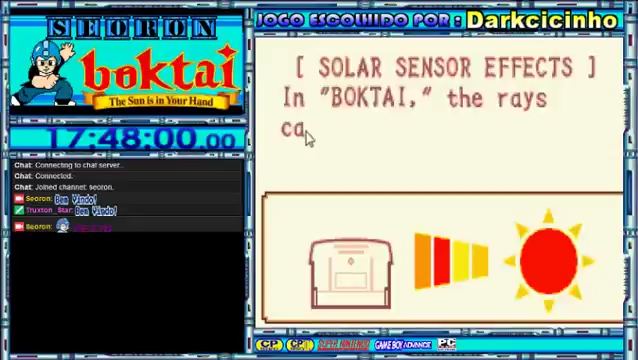 SEORON
boktai
The Sun is in Your Hand
17:48:00.00
Chat: Connecting to chat server...
Chat: Connected.
Chat: Joined channel: seoron.
Seoron: Bem Vindo!
Truxton_Star: Bem Vindo!
Seoron:
JOGO ESCOLHIDO POR : Darkcicinho
[ SOLAR SENSOR EFFECTS ]
In "BOKTAI," the rays
ca
SUPER NINTENDO GAME BOY ADVANCE PC